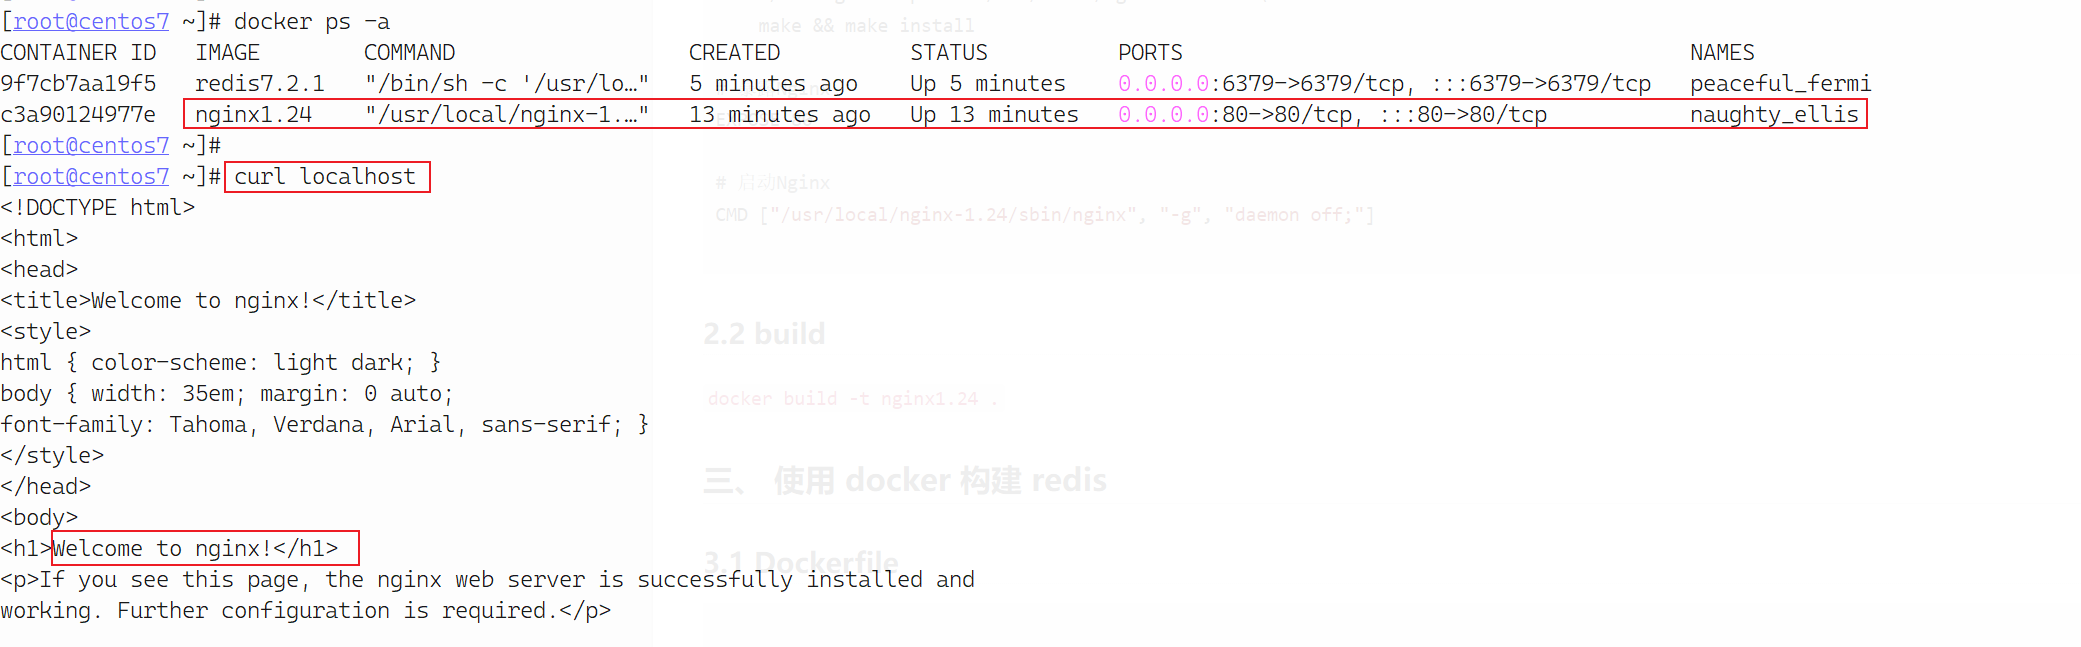 make && make install
[root@centos7 ~]# docker ps -a
CONTAINER ID   IMAGE        COMMAND                  CREATED          STATUS          PORTS                                       NAMES
9f7cb7aa19f5   redis7.2.1   "/bin/sh -c '/usr/lo…"   5 minutes ago    Up 5 minutes    0.0.0.0:6379->6379/tcp, :::6379->6379/tcp   peaceful_fermi
c3a90124977e   nginx1.24    "/usr/local/nginx-1.…"   13 minutes ago   Up 13 minutes   0.0.0.0:80->80/tcp, :::80->80/tcp           naughty_ellis
[root@centos7 ~]#
[root@centos7 ~]# curl localhost
<!DOCTYPE html>
<html>
<head>
<title>Welcome to nginx!</title>
<style>
html { color-scheme: light dark; }
body { width: 35em; margin: 0 auto;
font-family: Tahoma, Verdana, Arial, sans-serif; }
</style>
</head>
<body>
<h1>Welcome to nginx!</h1>
<p>If you see this page, the nginx web server is successfully installed and
working. Further configuration is required.</p>
# 启动Nginx
CMD ["/usr/local/nginx-1.24/sbin/nginx", "-g", "daemon off;"]
2.2 build
docker build -t nginx1.24 .
三、 使用 docker 构建 redis
3.1 Dockerfile